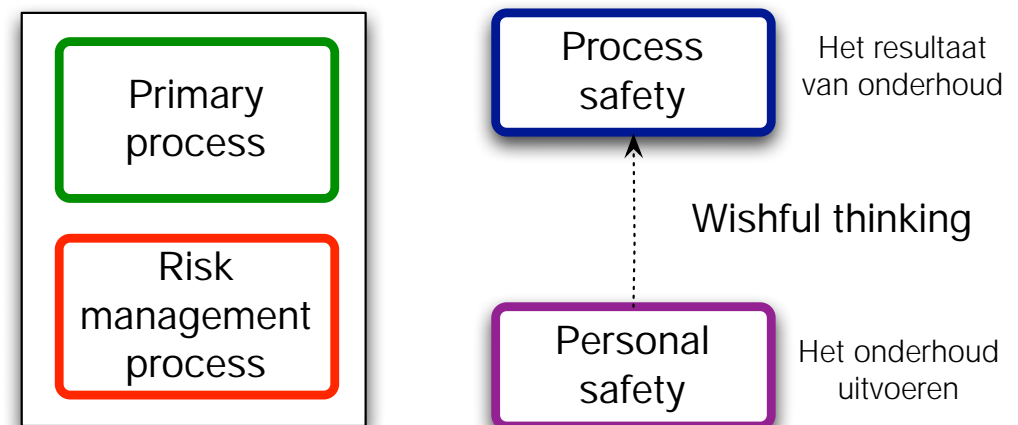 Primary
process
Risk
management
process
Process
safety
Het resultaat
van onderhoud
Wishful thinking
Personal
safety
Het onderhoud
uitvoeren